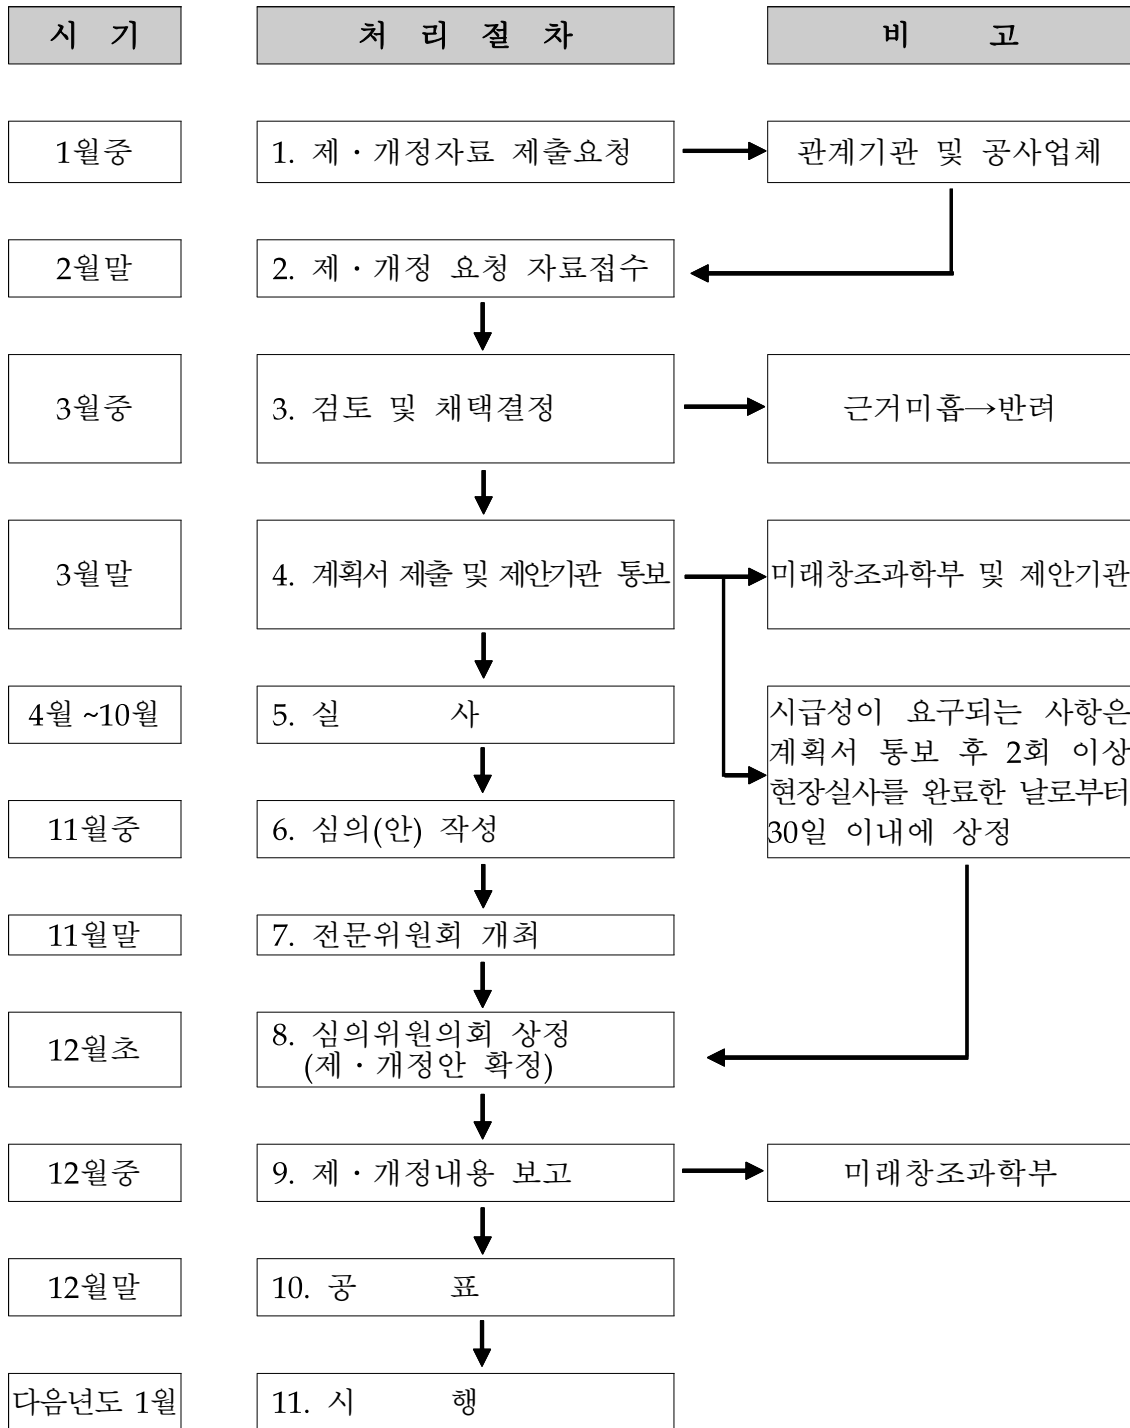 시 기
처 리 절 차
비 고
1월중
1. 제·개정자료 제출요청
관계기관 및 공사업체
2월말
2. 제·개정 요청 자료접수
3월중
3. 검토 및 채택결정
근거미흡→반려
3월말
4. 계획서 제출 및 제안기관 통보
미래창조과학부 및 제안기관
4월 ~10월
5. 실 사
시급성이 요구되는 사항은
계획서 통보 후 2회 이상
현장실사를 완료한 날로부터
30일 이내에 상정
11월중
6. 심의(안) 작성
11월말
7. 전문위원회 개최
12월초
8. 심의위원의회 상정
(제·개정안 확정)
12월중
9. 제·개정내용 보고
미래창조과학부
12월말
10. 공 표
다음년도 1월
11. 시 행